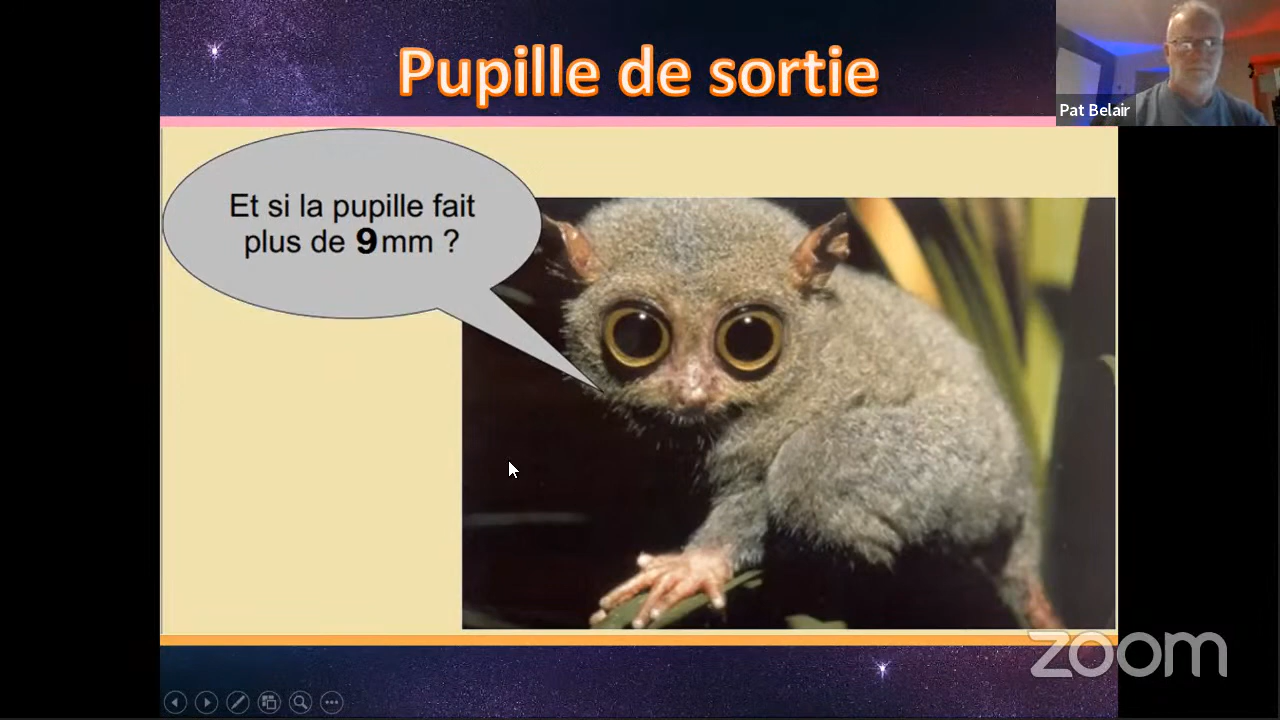 Pupille de sortie
Pat Belair
Et si la pupille fait
plus de 9mm ?
zoom